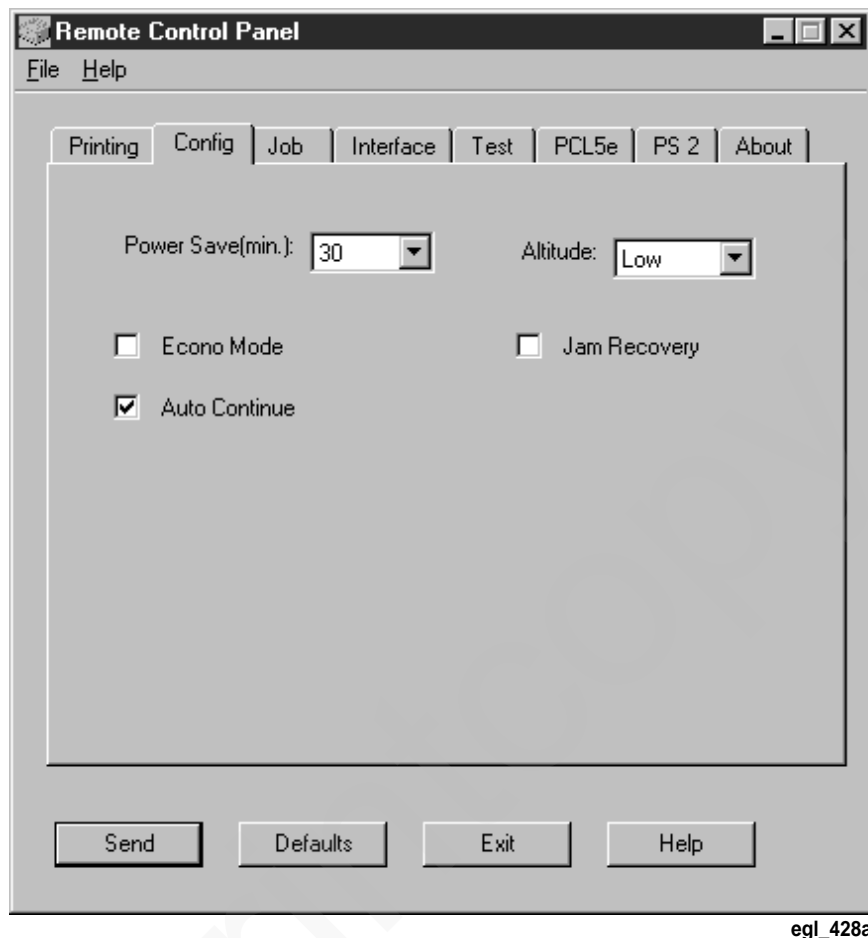 Remote Control Panel
File Help
Printing Config Job Interface Test PCL5e PS 2 About
Power Save(min.): 30 Altitude: Low
Econo Mode Jam Recovery
Auto Continue
Send Defaults Exit Help
egl_428a